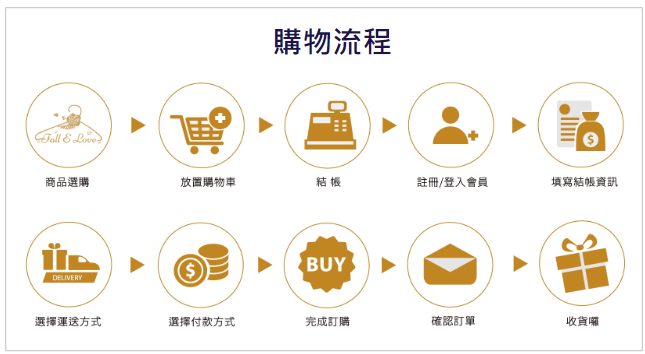 購物流程
Fall & Love
商品選購
放置購物車
結 帳
註冊/登入會員
$
填寫結帳資訊
DELIVERY
$
BUY
選擇運送方式
選擇付款方式
完成訂購
確認訂單
收貨囉